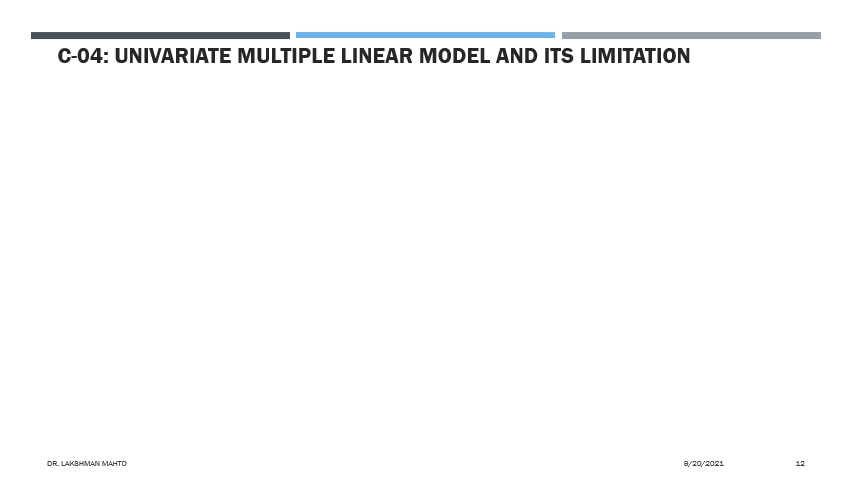 C-04: UNIVARIATE MULTIPLE LINEAR MODEL AND ITS LIMITATION
DR. LAKSHMAN MAHTO
9/20/2021
12